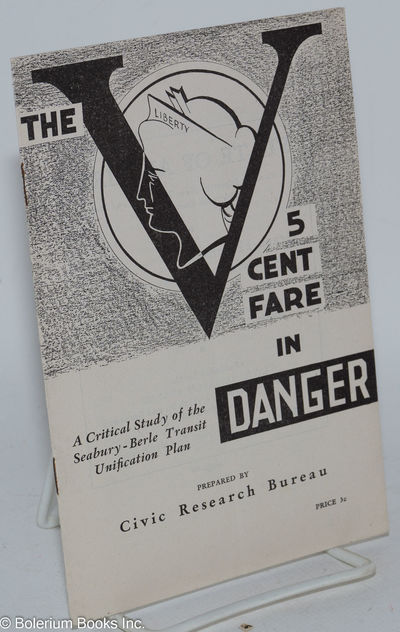 THE
V
LIBERTY
5
CENT
FARE
IN
DANGER
A Critical Study of the
Seabury-Berle Transit
Unification Plan
PREPARED BY
Civic Research Bureau
PRICE 3c
© Bolerium Books Inc.